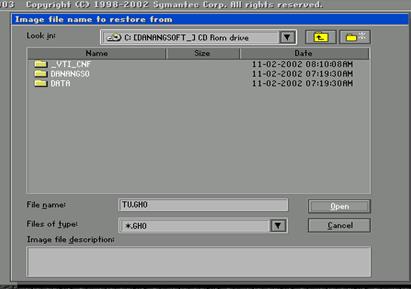 003 Copyright (C) 1998-2002 Symantec Corp. All rights reserved.
Image file name to restore from
Look in: C: [DANANGSOFT_] CD Rom drive
Name Size Date
_VTI_CNF 11-02-2002 08:10:08AM
DANANGSO 11-02-2002 07:19:30AM
DATA 11-02-2002 07:19:30AM
File name: TU.GHO Open
Files of type: *.GHO Cancel
Image file description: